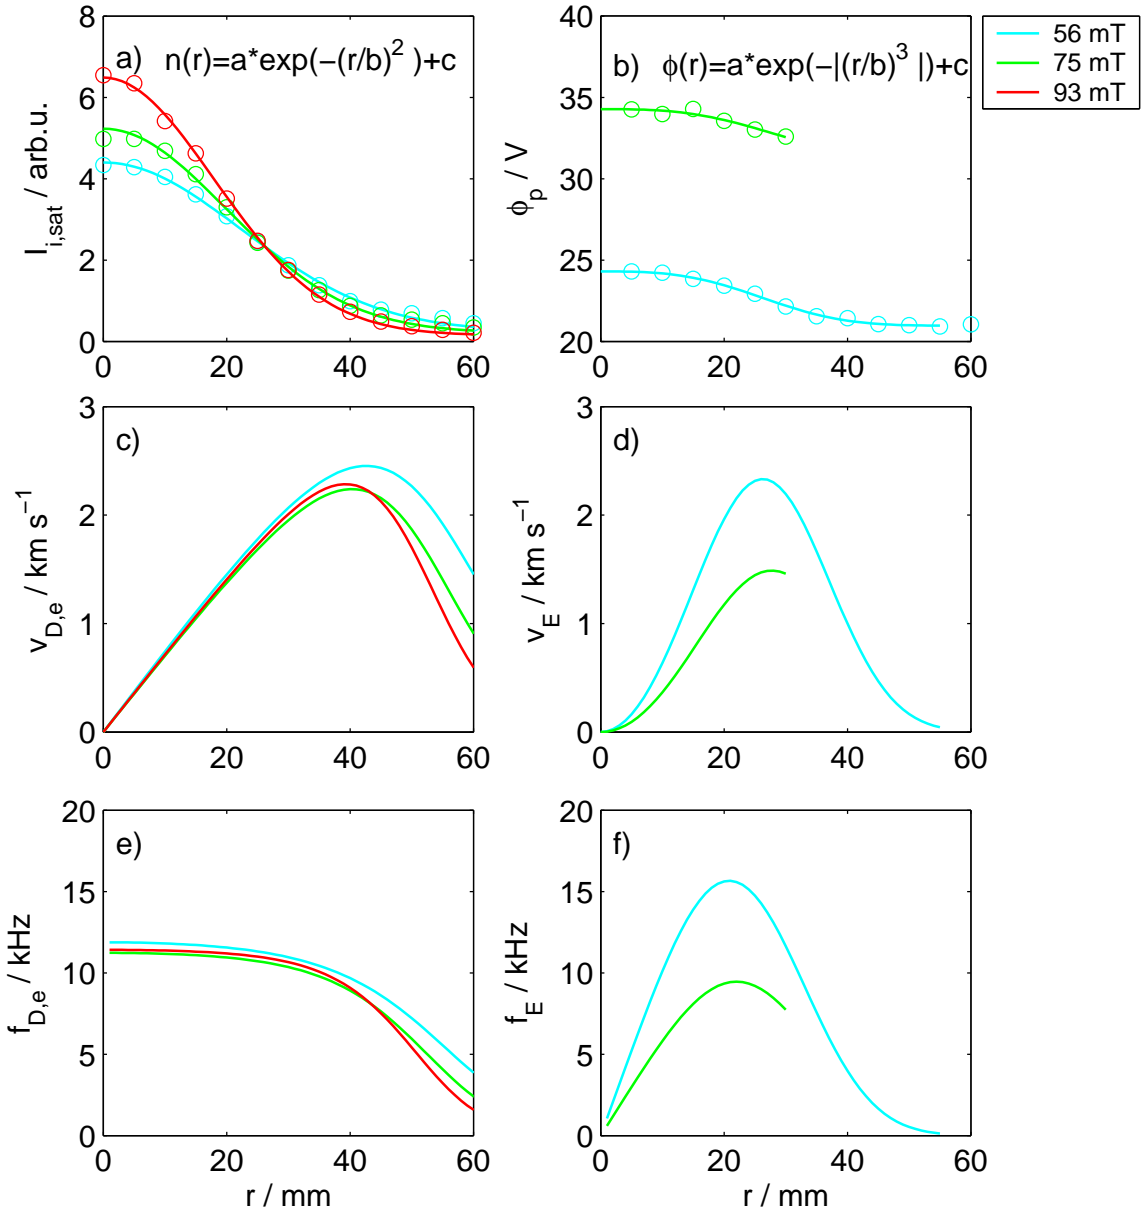 a) n(r)=a*exp(−(r/b)² )+c
8
6
4
2
0
0 20 40 60
I_{i,sat} / arb.u.
b) ϕ(r)=a*exp(−|(r/b)³ |)+c
40
35
30
25
20
0 20 40 60
ϕ_p / V
56 mT
75 mT
93 mT
c)
3
2
1
0
0 20 40 60
v_{D,e} / km s⁻¹
d)
3
2
1
0
0 20 40 60
v_E / km s⁻¹
e)
20
15
10
5
0
0 20 40 60
f_{D,e} / kHz
r / mm
f)
20
15
10
5
0
0 20 40 60
f_E / kHz
r / mm